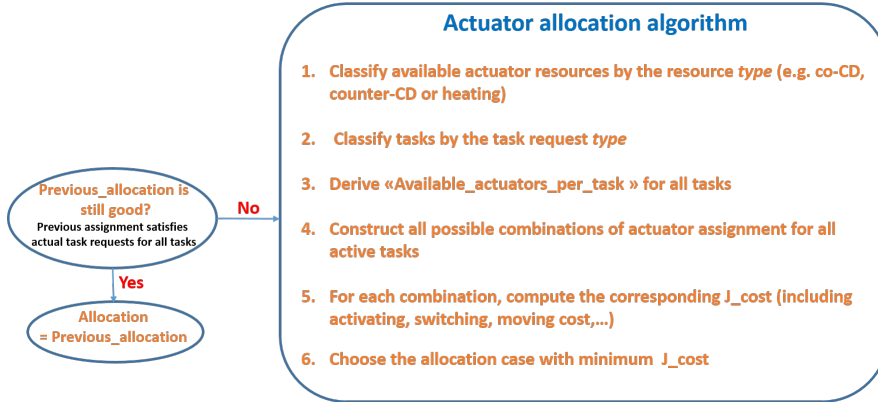 Actuator allocation algorithm
1. Classify available actuator resources by the resource type (e.g. co-CD,
counter-CD or heating)
2. Classify tasks by the task request type
3. Derive «Available_actuators_per_task » for all tasks
4. Construct all possible combinations of actuator assignment for all
active tasks
5. For each combination, compute the corresponding J_cost (including
activating, switching, moving cost,...)
6. Choose the allocation case with minimum J_cost
Previous_allocation is
still good?
Previous assignment satisfies
actual task requests for all tasks
No
Yes
Allocation
= Previous_allocation